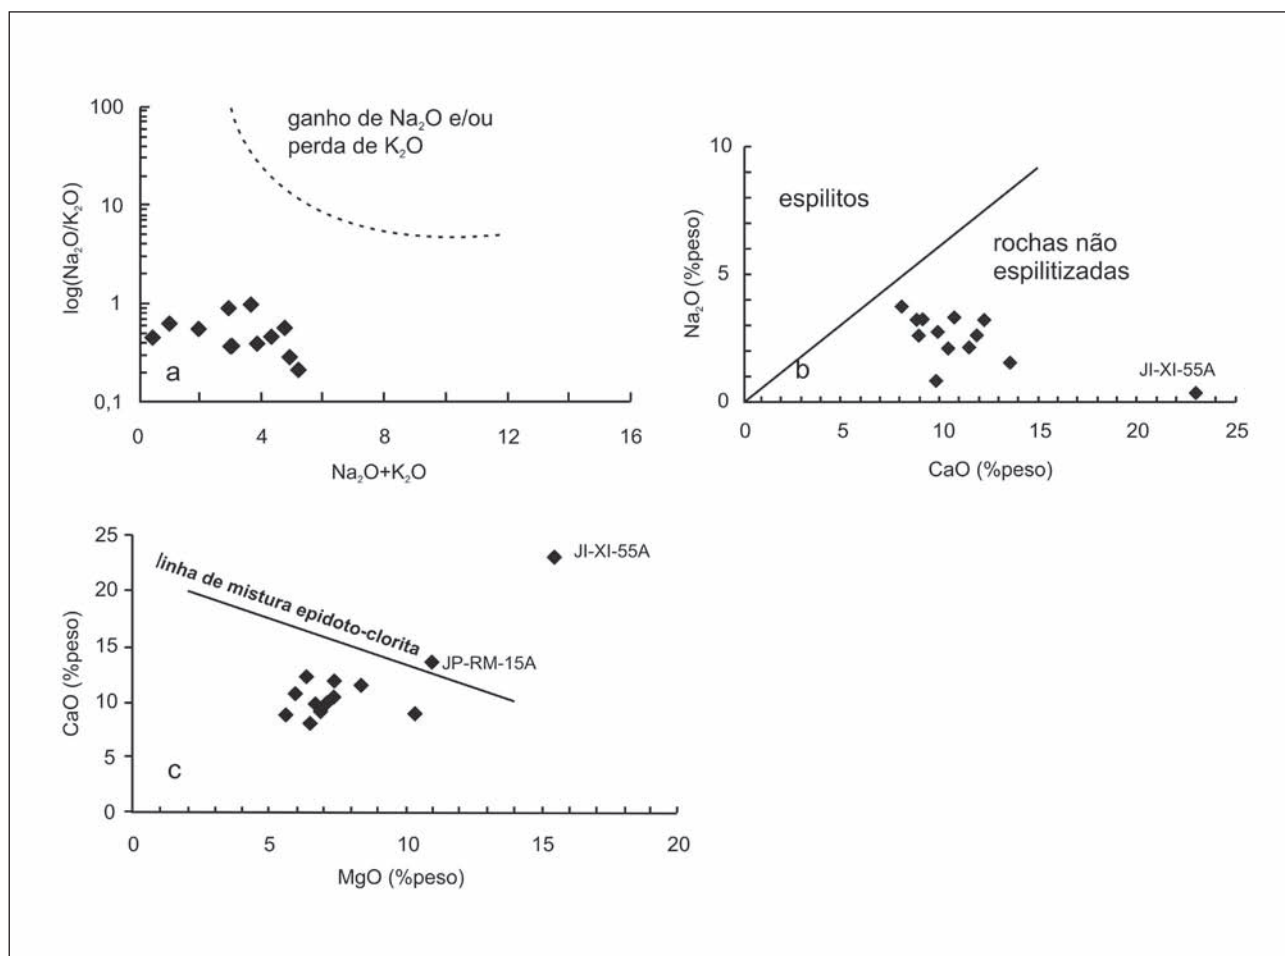 100
10
1
0,1
log(Na₂O/K₂O)
ganho de Na₂O e/ou
perda de K₂O
a
0 4 8 12 16
Na₂O+K₂O
10
5
0
Na₂O (%peso)
espilitos
rochas não
espilitizadas
b
JI-XI-55A
0 5 10 15 20 25
CaO (%peso)
25
20
15
10
5
0
CaO (%peso)
linha de mistura epidoto-clorita
JI-XI-55A
JP-RM-15A
c
0 5 10 15 20
MgO (%peso)